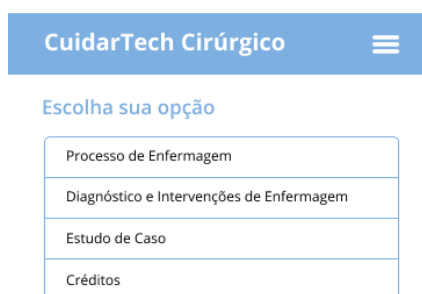 CuidarTech Cirúrgico
Escolha sua opção
Processo de Enfermagem
Diagnóstico e Intervenções de Enfermagem
Estudo de Caso
Créditos